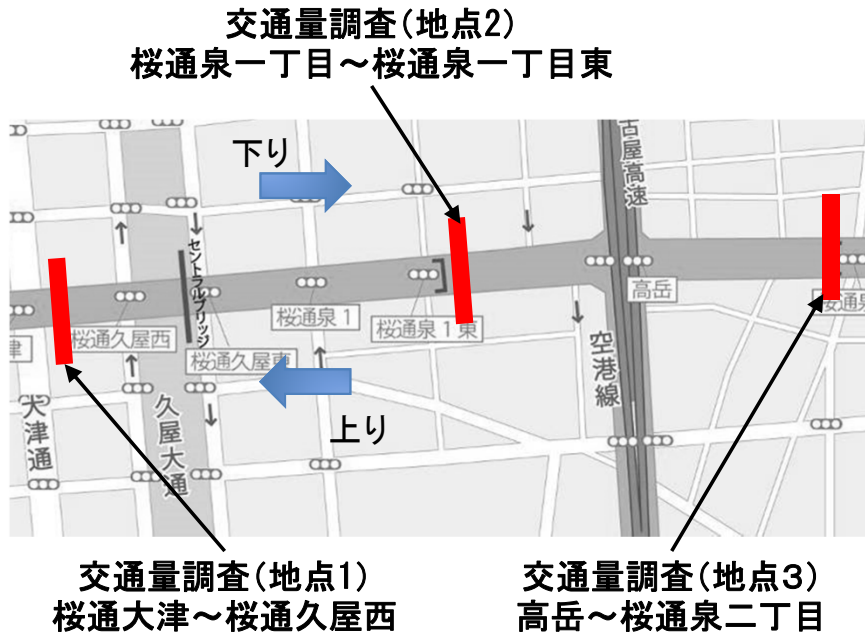 交通量調査(地点2)
桜通泉一丁目～桜通泉一丁目東
下り
古屋高速
セントラルブリッジ
高岳
桜通泉
桜通泉1
桜通泉1東
桜通久屋西
桜通久屋東
津
空港線
上り
大津通
久屋大通
交通量調査(地点1)
桜通大津～桜通久屋西
交通量調査(地点３)
高岳～桜通泉二丁目